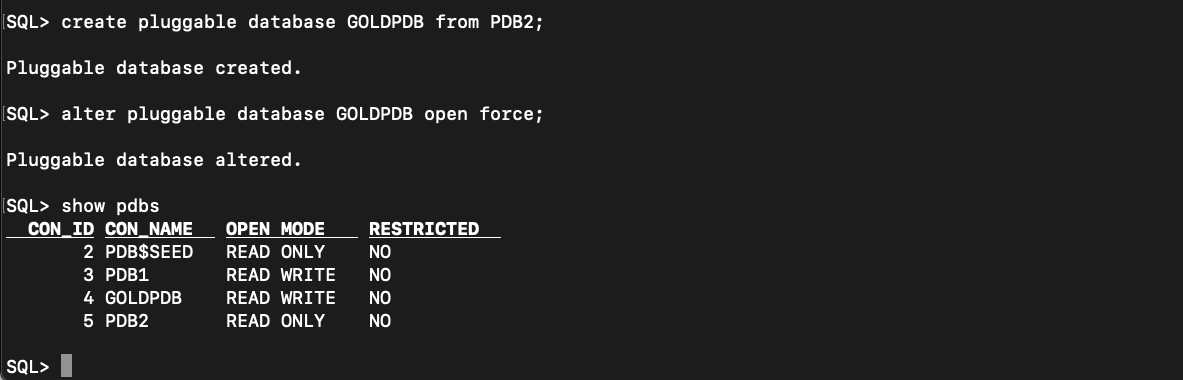 SQL> create pluggable database GOLDPDB from PDB2;
Pluggable database created.
SQL> alter pluggable database GOLDPDB open force;
Pluggable database altered.
SQL> show pdbs
CON_ID CON_NAME OPEN MODE RESTRICTED
2 PDB$SEED READ ONLY NO
3 PDB1 READ WRITE NO
4 GOLDPDB READ WRITE NO
5 PDB2 READ ONLY NO
SQL>